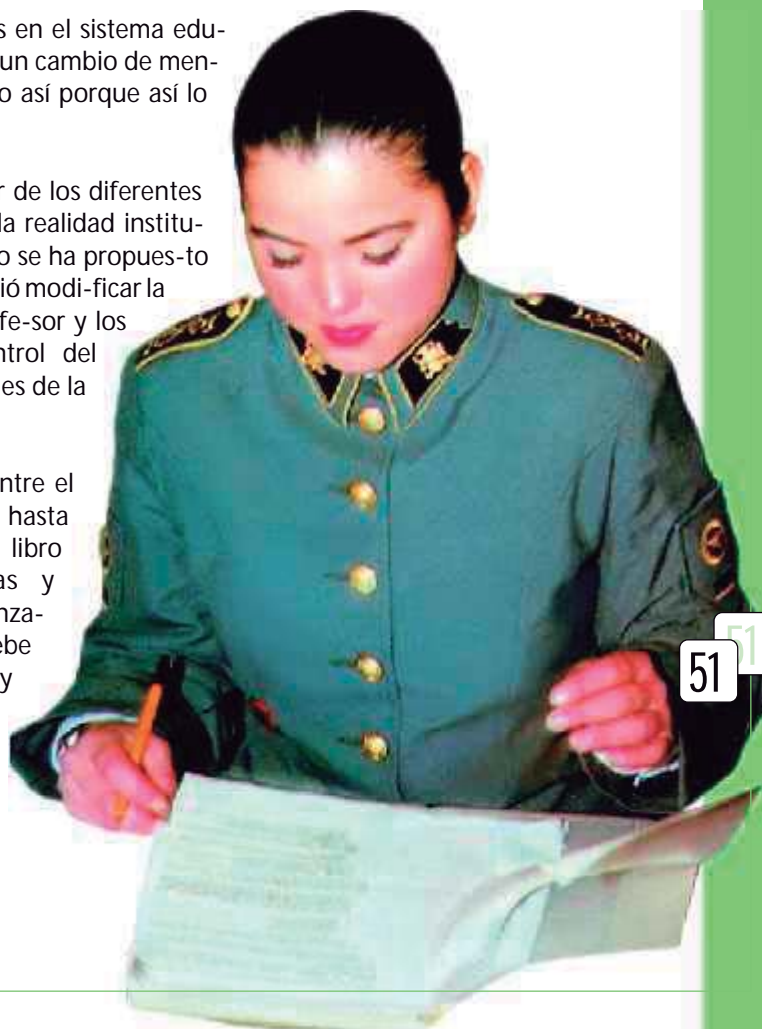 s en el sistema edu-
un cambio de men-
o así porque así lo
r de los diferentes
la realidad institu-
o se ha propues-to
ió modi-ficar la
fe-sor y los
ntrol del
es de la
ntre el
hasta
libro
as y
nza-
ebe
y
51
51